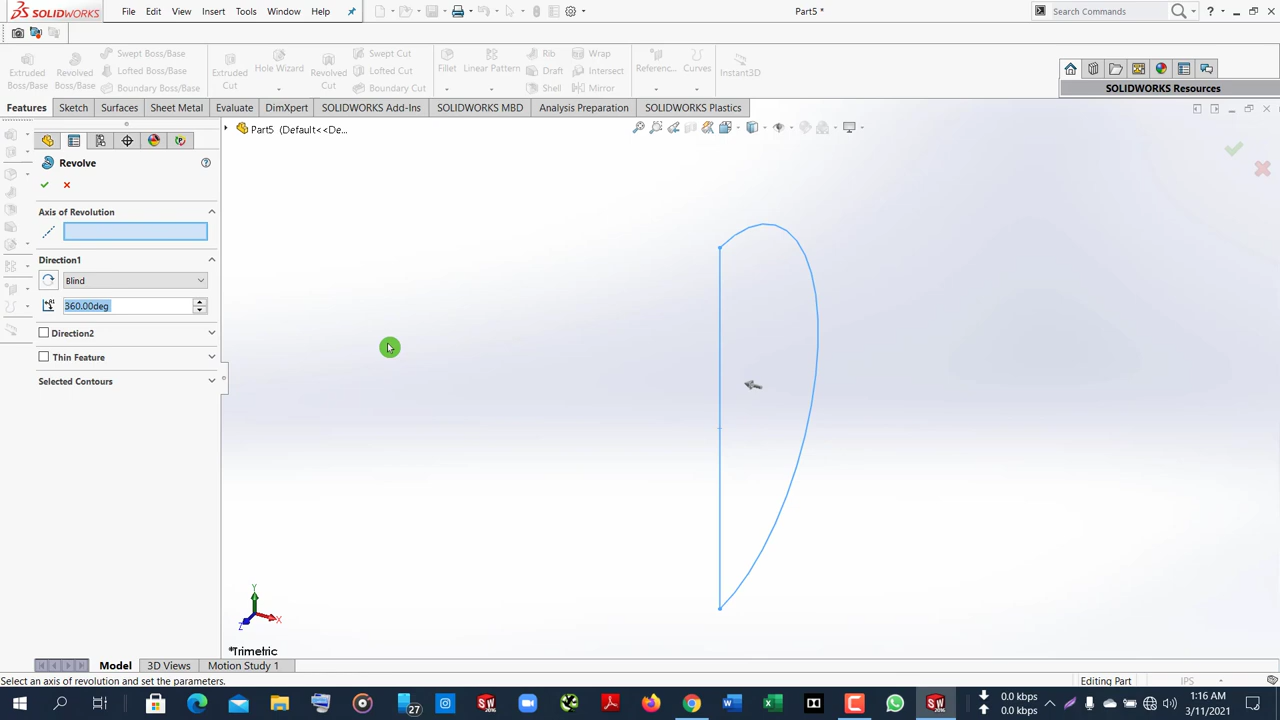 SOLIDWORKS File Edit View Insert Tools Window Help Part5 * Search Commands ?
Extruded Boss/Base
Revolved Boss/Base
Swept Boss/Base
Lofted Boss/Base
Boundary Boss/Base
Extruded Cut
Hole Wizard
Revolved Cut
Swept Cut
Lofted Cut
Boundary Cut
Fillet
Linear Pattern
Rib
Draft
Shell
Wrap
Intersect
Mirror
Referenc...
Curves
Instant3D
SOLIDWORKS Resources
Features Sketch Surfaces Sheet Metal Evaluate DimXpert SOLIDWORKS Add-Ins SOLIDWORKS MBD Analysis Preparation SOLIDWORKS Plastics
Part5 (Default<<De...
Revolve
Axis of Revolution
Direction1
Blind
360.00deg
Direction2
Thin Feature
Selected Contours
Y
X
Z
*Trimetric
Model 3D Views Motion Study 1
Select an axis of revolution and set the parameters. Editing Part IPS
27
0.0 kbps
0.0 kbps
1:16 AM
3/11/2021